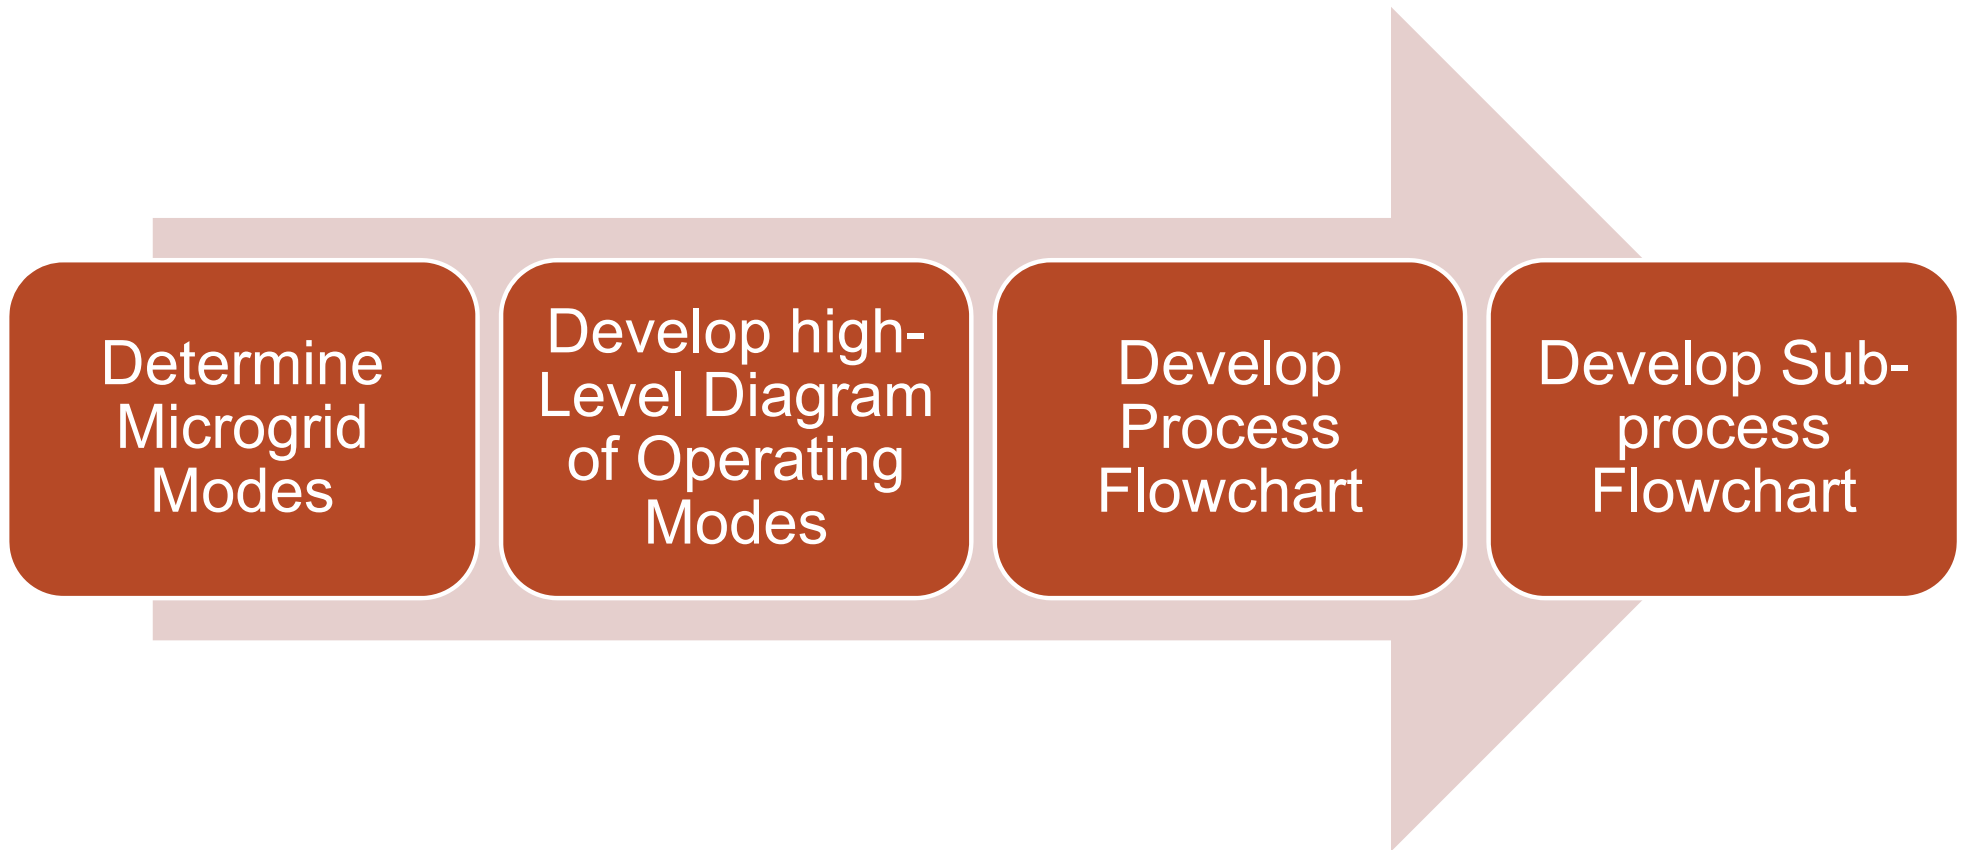 Determine
Microgrid
Modes
Develop high-
Level Diagram
of Operating
Modes
Develop
Process
Flowchart
Develop Sub-
process
Flowchart